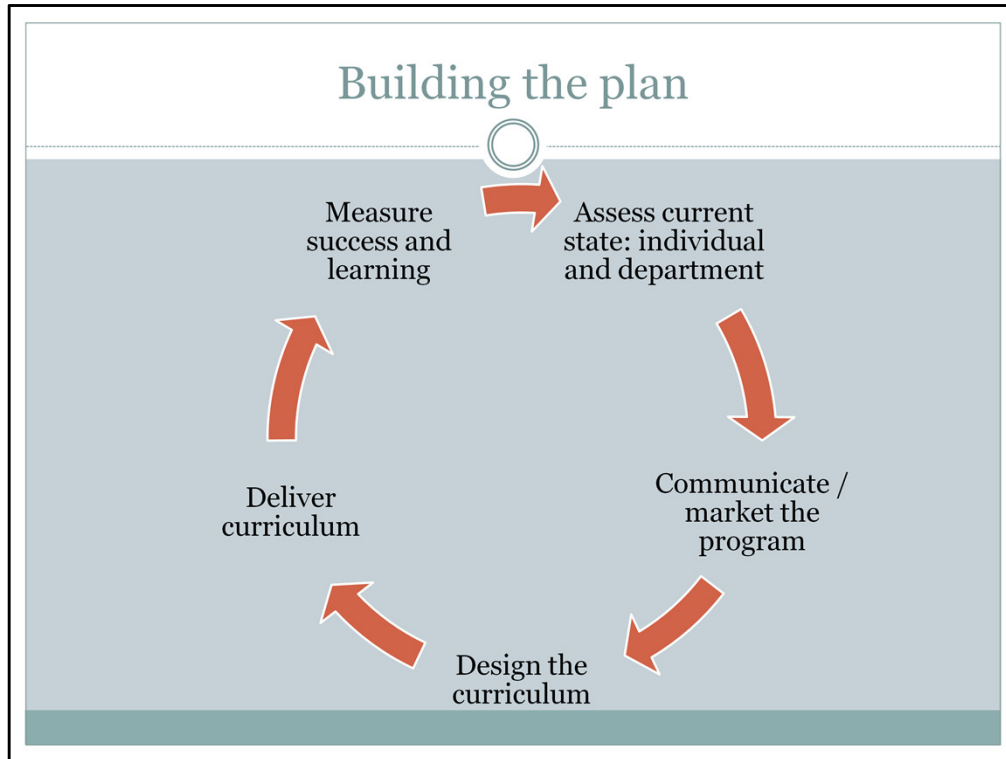 Building the plan
Measure
success and
learning
Assess current
state: individual
and department
Communicate /
market the
program
Design the
curriculum
Deliver
curriculum